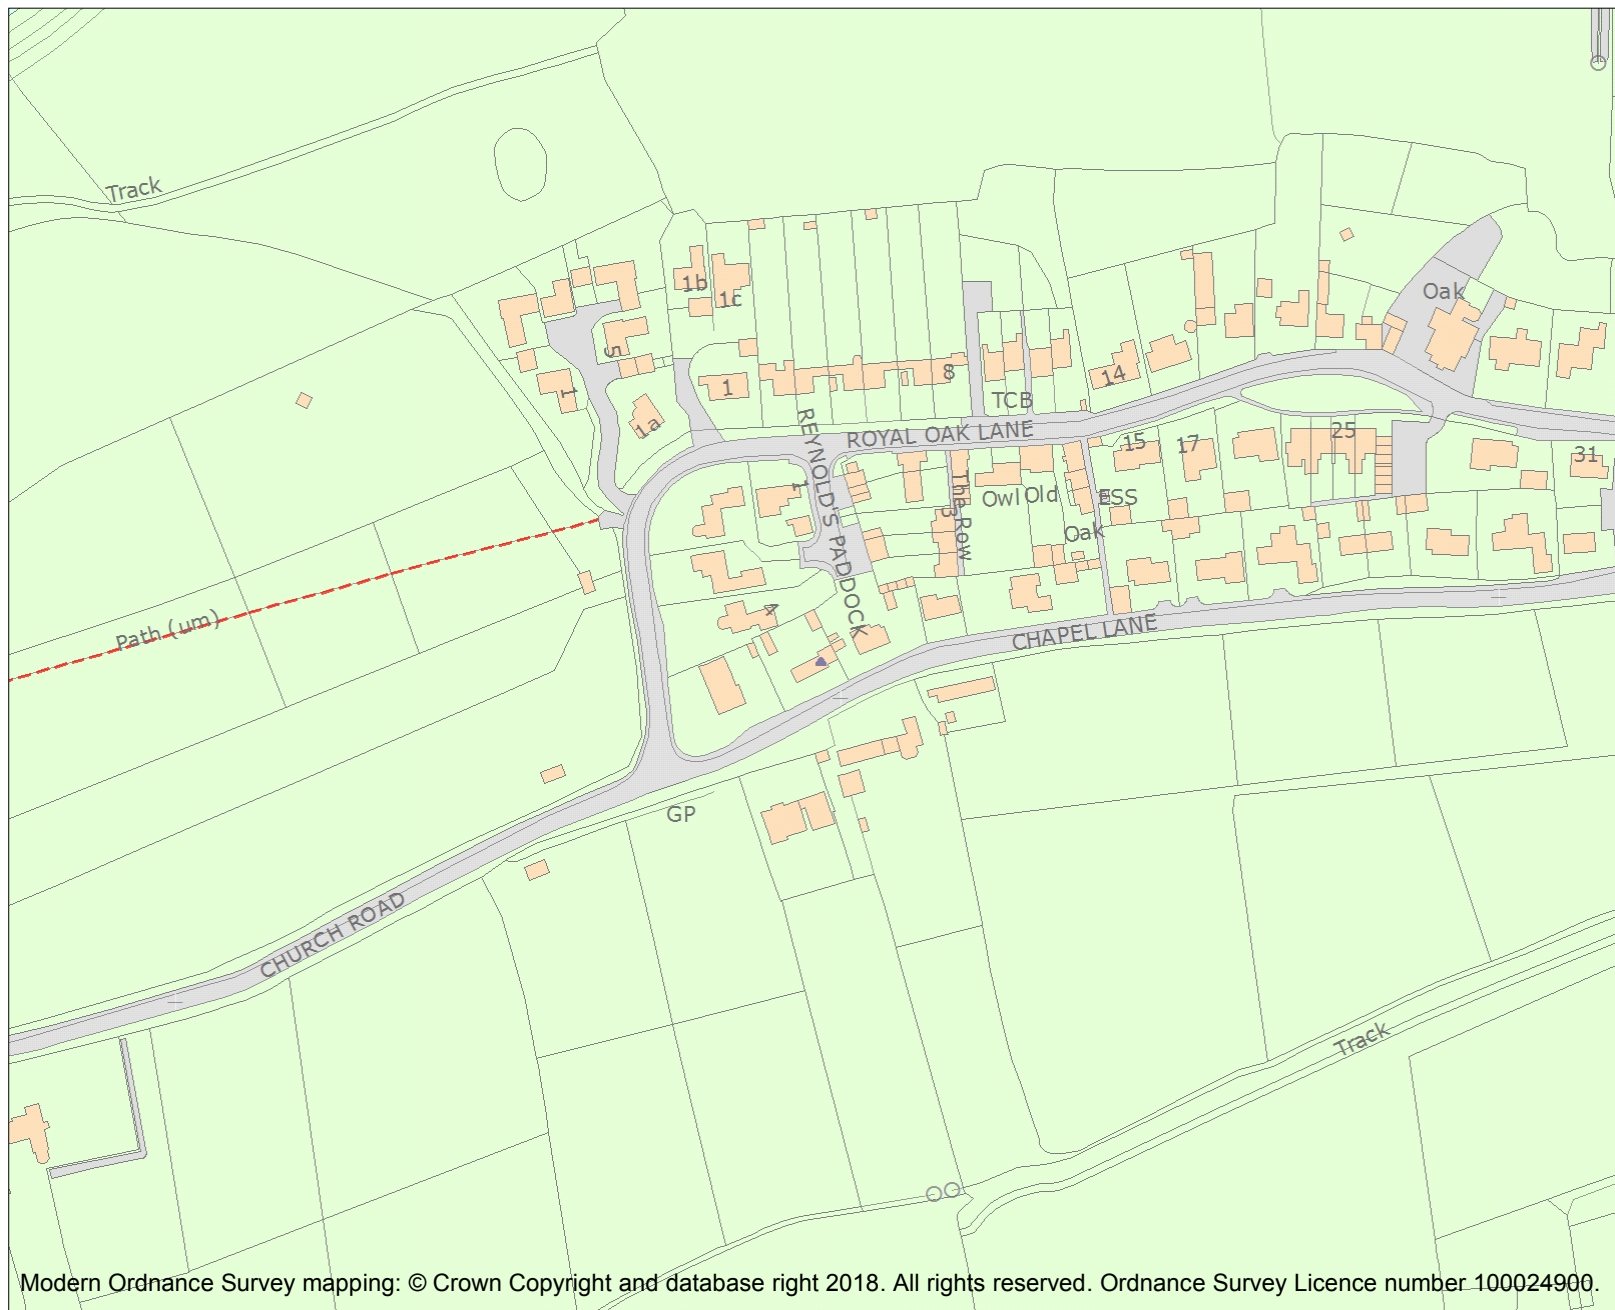 Track
Oak
1b
1c
5
1
1
8
14
TCB
1a
ROYAL OAK LANE
REYNOLD'S PADDOCK
15
17
25
31
1
The Row
3
Owl
Old
ESS
Oak
Path (um)
4
CHAPEL LANE
GP
CHURCH ROAD
Track
Modern Ordnance Survey mapping: © Crown Copyright and database right 2018. All rights reserved. Ordnance Survey Licence number 100024900.